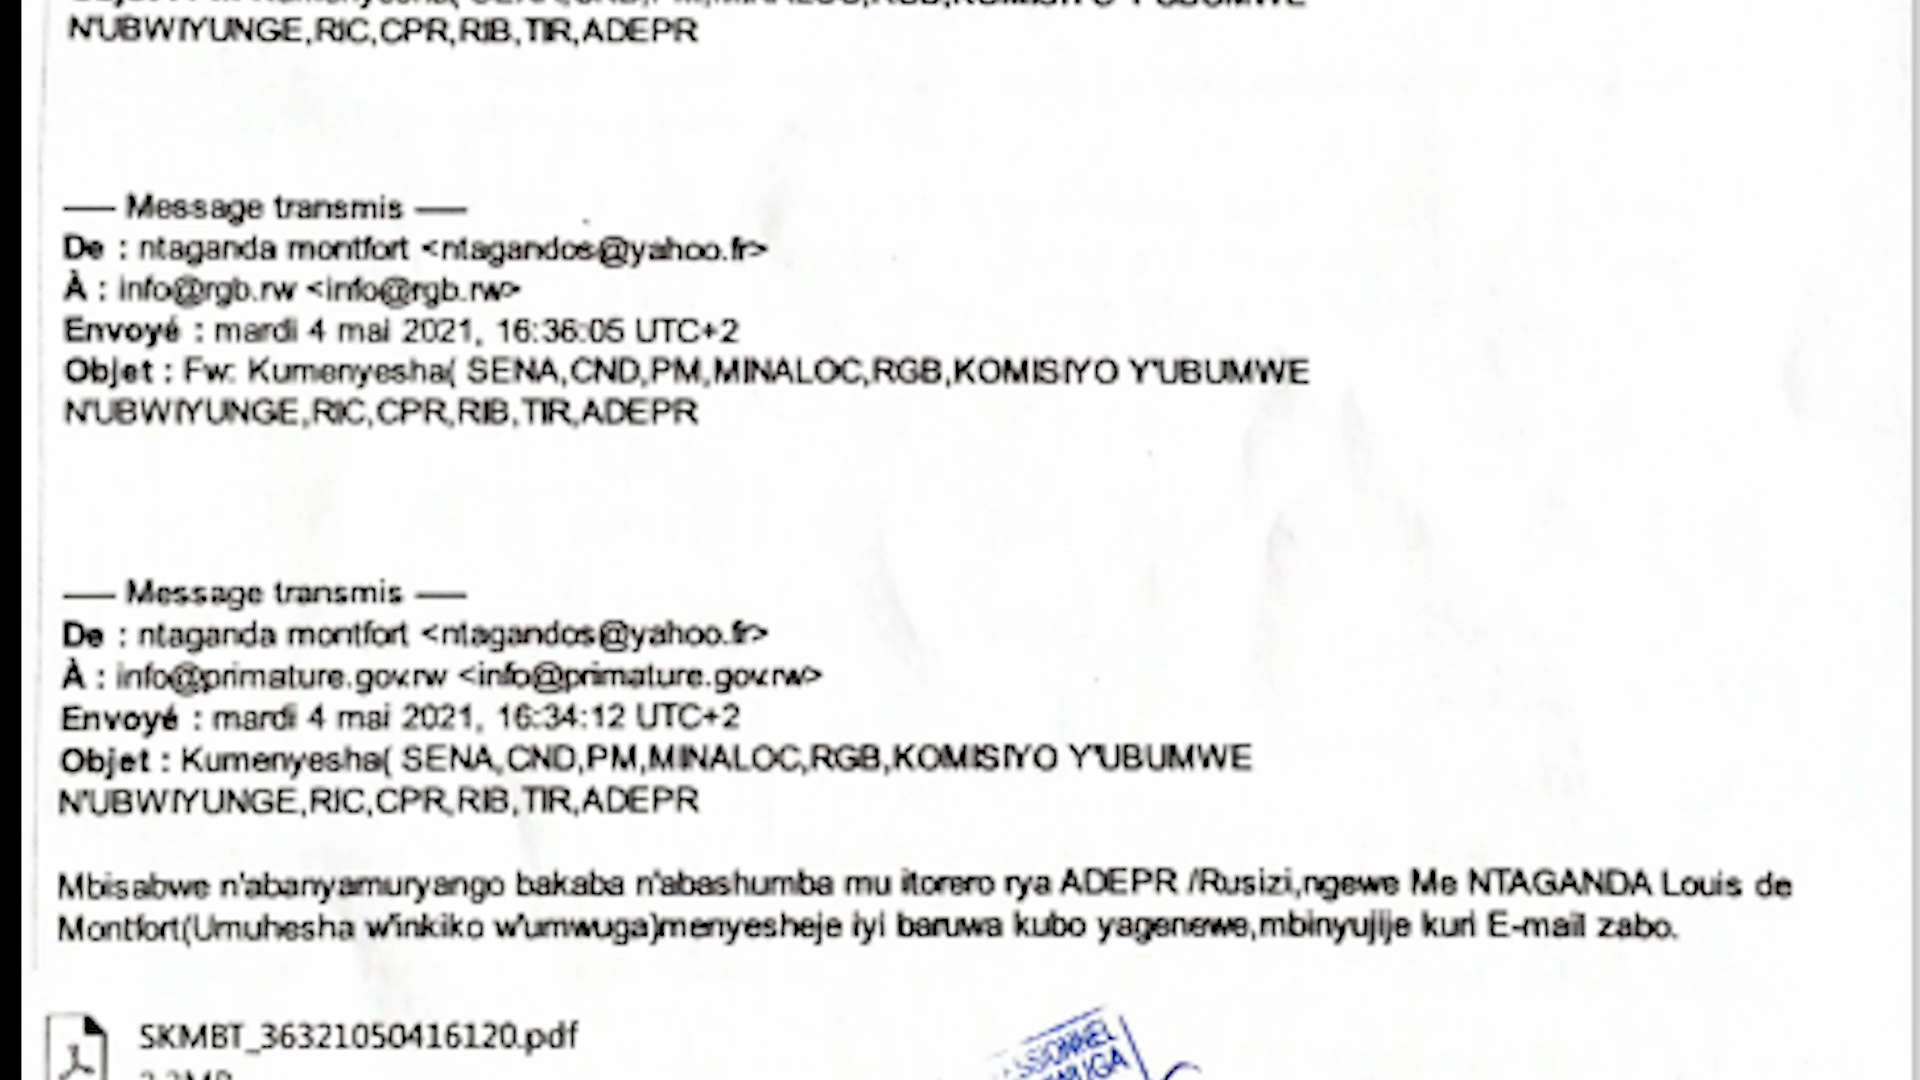 N'UBWIYUNGE,RIC,CPR,RIB,TIR,ADEPR
—— Message transmis ——
De : ntaganda montfort <ntagandos@yahoo.fr>
À : info@rgb.rw <info@rgb.rw>
Envoyé : mardi 4 mai 2021, 16:36:05 UTC+2
Objet : Fw: Kumenyesha( SENA,CND,PM,MINALOC,RGB,KOMISIYO Y'UBUMWE
N'UBWIYUNGE,RIC,CPR,RIB,TIR,ADEPR
—— Message transmis ——
De : ntaganda montfort <ntagandos@yahoo.fr>
À : info@primature.gov.rw <info@primature.gov.rw>
Envoyé : mardi 4 mai 2021, 16:34:12 UTC+2
Objet : Kumenyesha( SENA,CND,PM,MINALOC,RGB,KOMISIYO Y'UBUMWE
N'UBWIYUNGE,RIC,CPR,RIB,TIR,ADEPR
Mbisabwe n'abanyamuryango bakaba n'abashumba mu itorero rya ADEPR /Rusizi,ngewe Me NTAGANDA Louis de
Montfort(Umuhesha w'inkiko w'umwuga)menyesheje iyi baruwa kubo yagenewe,mbinyujije kuri E-mail zabo.
SKMBT_36321050416120.pdf